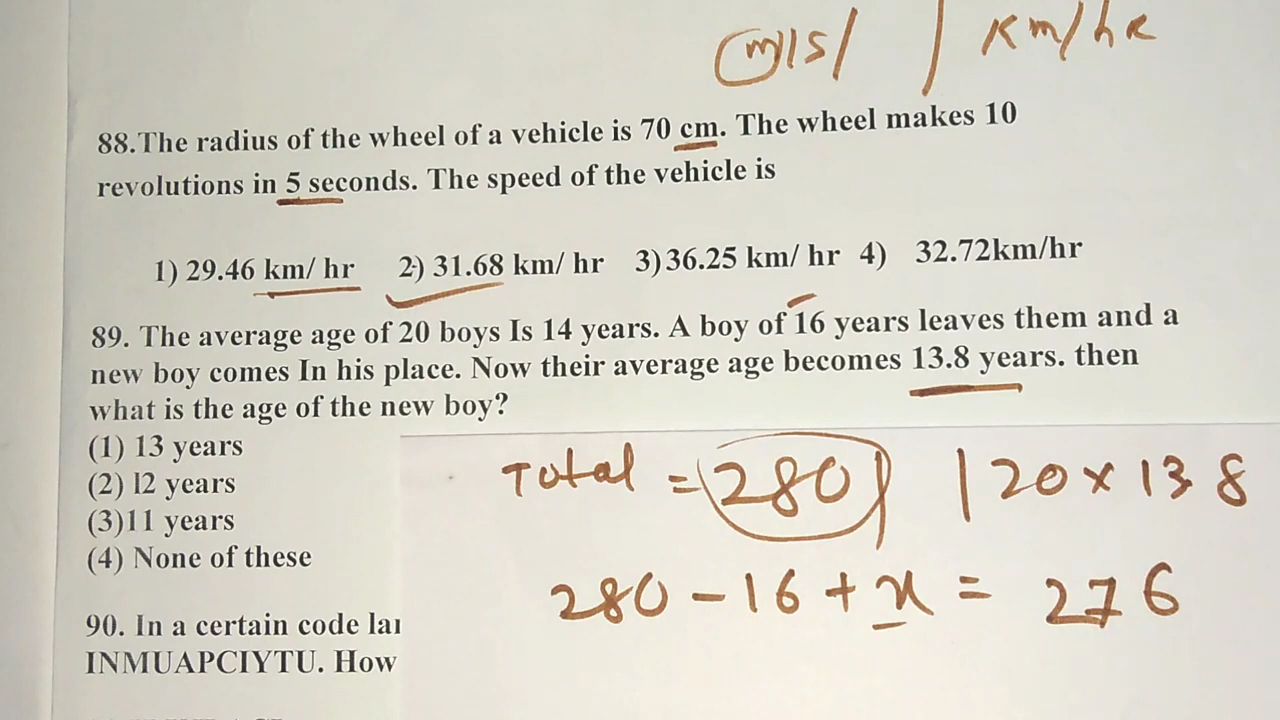 m/s/ | Km/hr
88.The radius of the wheel of a vehicle is 70 cm. The wheel makes 10
revolutions in 5 seconds. The speed of the vehicle is
1) 29.46 km/ hr 2) 31.68 km/ hr 3) 36.25 km/ hr 4) 32.72km/hr
89. The average age of 20 boys Is 14 years. A boy of 16 years leaves them and a
new boy comes In his place. Now their average age becomes 13.8 years. then
what is the age of the new boy?
(1) 13 years
(2) 12 years
(3)11 years
(4) None of these
Total = 280 | 20 × 13.8
280 - 16 + x = 276
90. In a certain code
INMUAPCIYTU. How